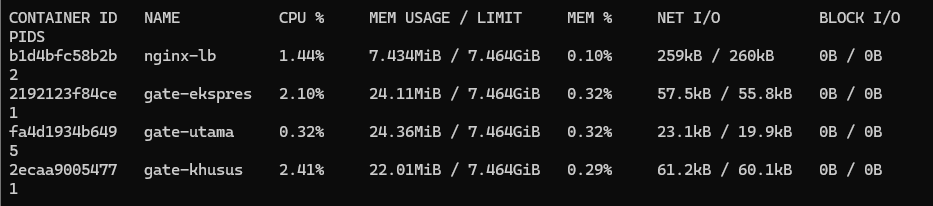 CONTAINER ID   NAME           CPU %     MEM USAGE / LIMIT     MEM %     NET I/O           BLOCK I/O
PIDS
b1d4bfc58b2b   nginx-lb       1.44%     7.434MiB / 7.464GiB   0.10%     259kB / 260kB     0B / 0B
2
2192123f84ce   gate-ekspres   2.10%     24.11MiB / 7.464GiB   0.32%     57.5kB / 55.8kB   0B / 0B
1
fa4d1934b649   gate-utama     0.32%     24.36MiB / 7.464GiB   0.32%     23.1kB / 19.9kB   0B / 0B
5
2ecaa9005477   gate-khusus    2.41%     22.01MiB / 7.464GiB   0.29%     61.2kB / 60.1kB   0B / 0B
1